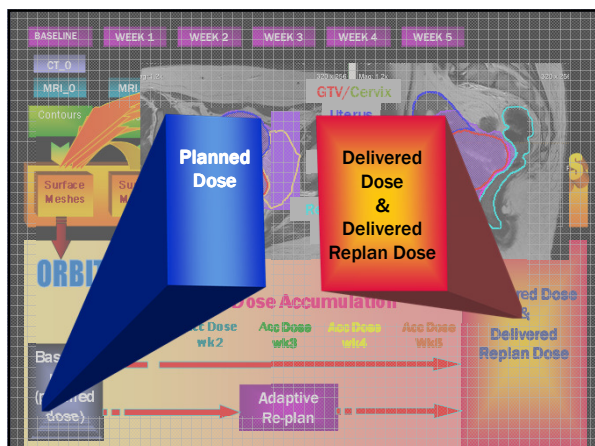 BASELINE WEEK 1 WEEK 2 WEEK 3 WEEK 4 WEEK 5
CT_0
MRI_0 MRI
GTV/Cervix
Contours
Uterus
Planned
Dose
Delivered
Dose
&
Delivered
Replan Dose
Surface
Meshes
ORBIT
Dose Accumulation
Acc Dose
wk2
Acc Dose
wk3
Acc Dose
wk4
Acc Dose
Wk5
Dose
&
Delivered
Replan Dose
dose)
Adaptive
Re-plan